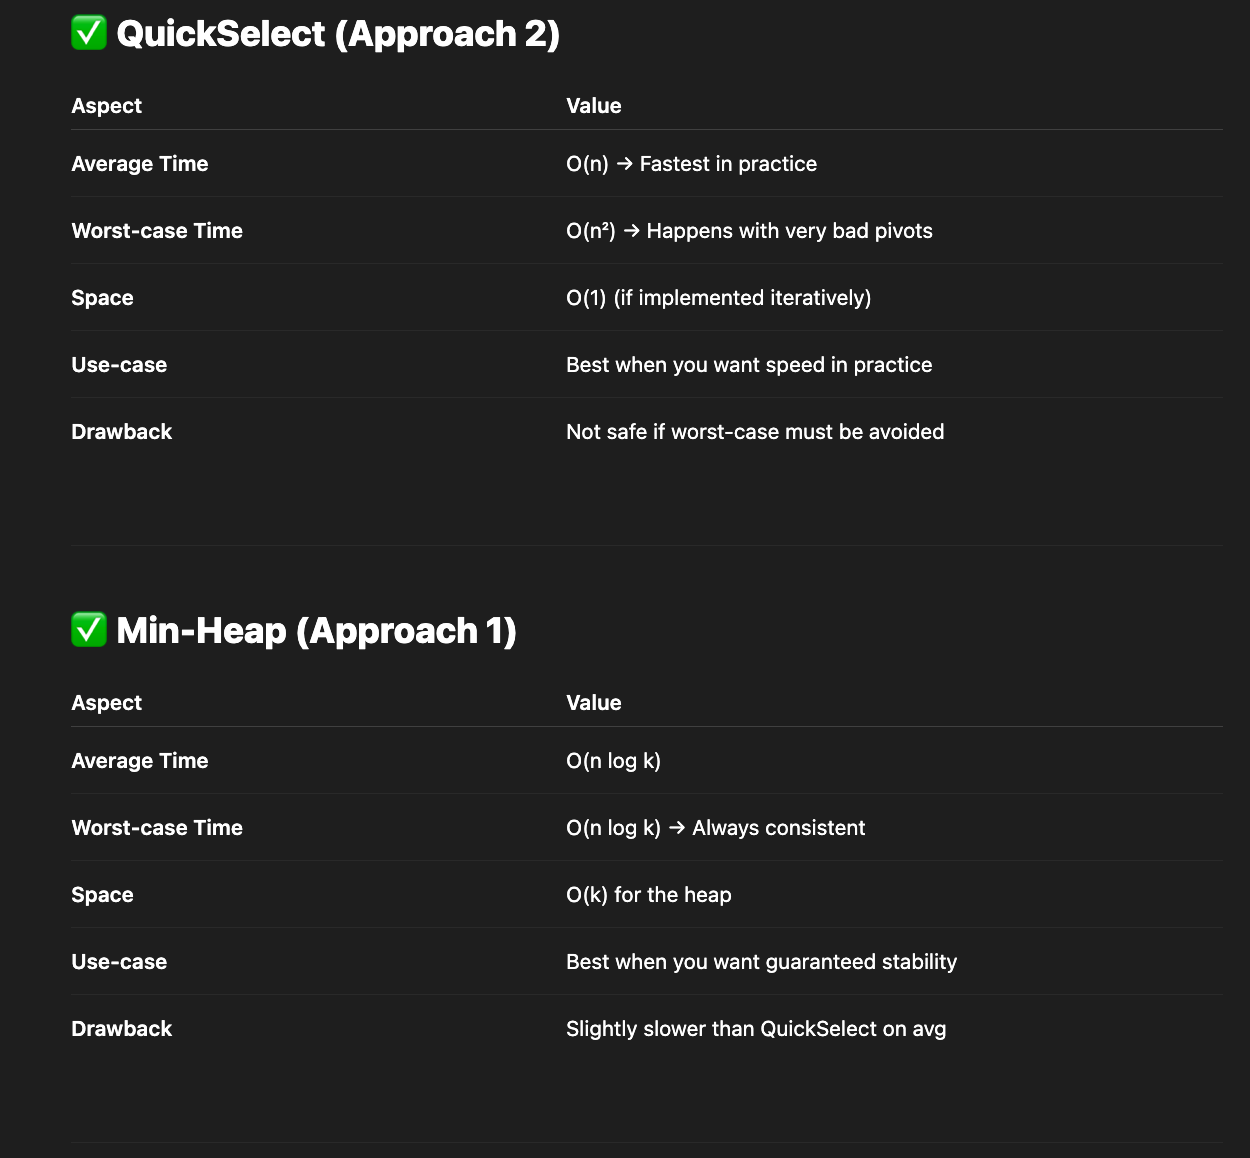 ✅ QuickSelect (Approach 2)
Aspect Value
Average Time O(n) → Fastest in practice
Worst-case Time O(n²) → Happens with very bad pivots
Space O(1) (if implemented iteratively)
Use-case Best when you want speed in practice
Drawback Not safe if worst-case must be avoided
✅ Min-Heap (Approach 1)
Aspect Value
Average Time O(n log k)
Worst-case Time O(n log k) → Always consistent
Space O(k) for the heap
Use-case Best when you want guaranteed stability
Drawback Slightly slower than QuickSelect on avg